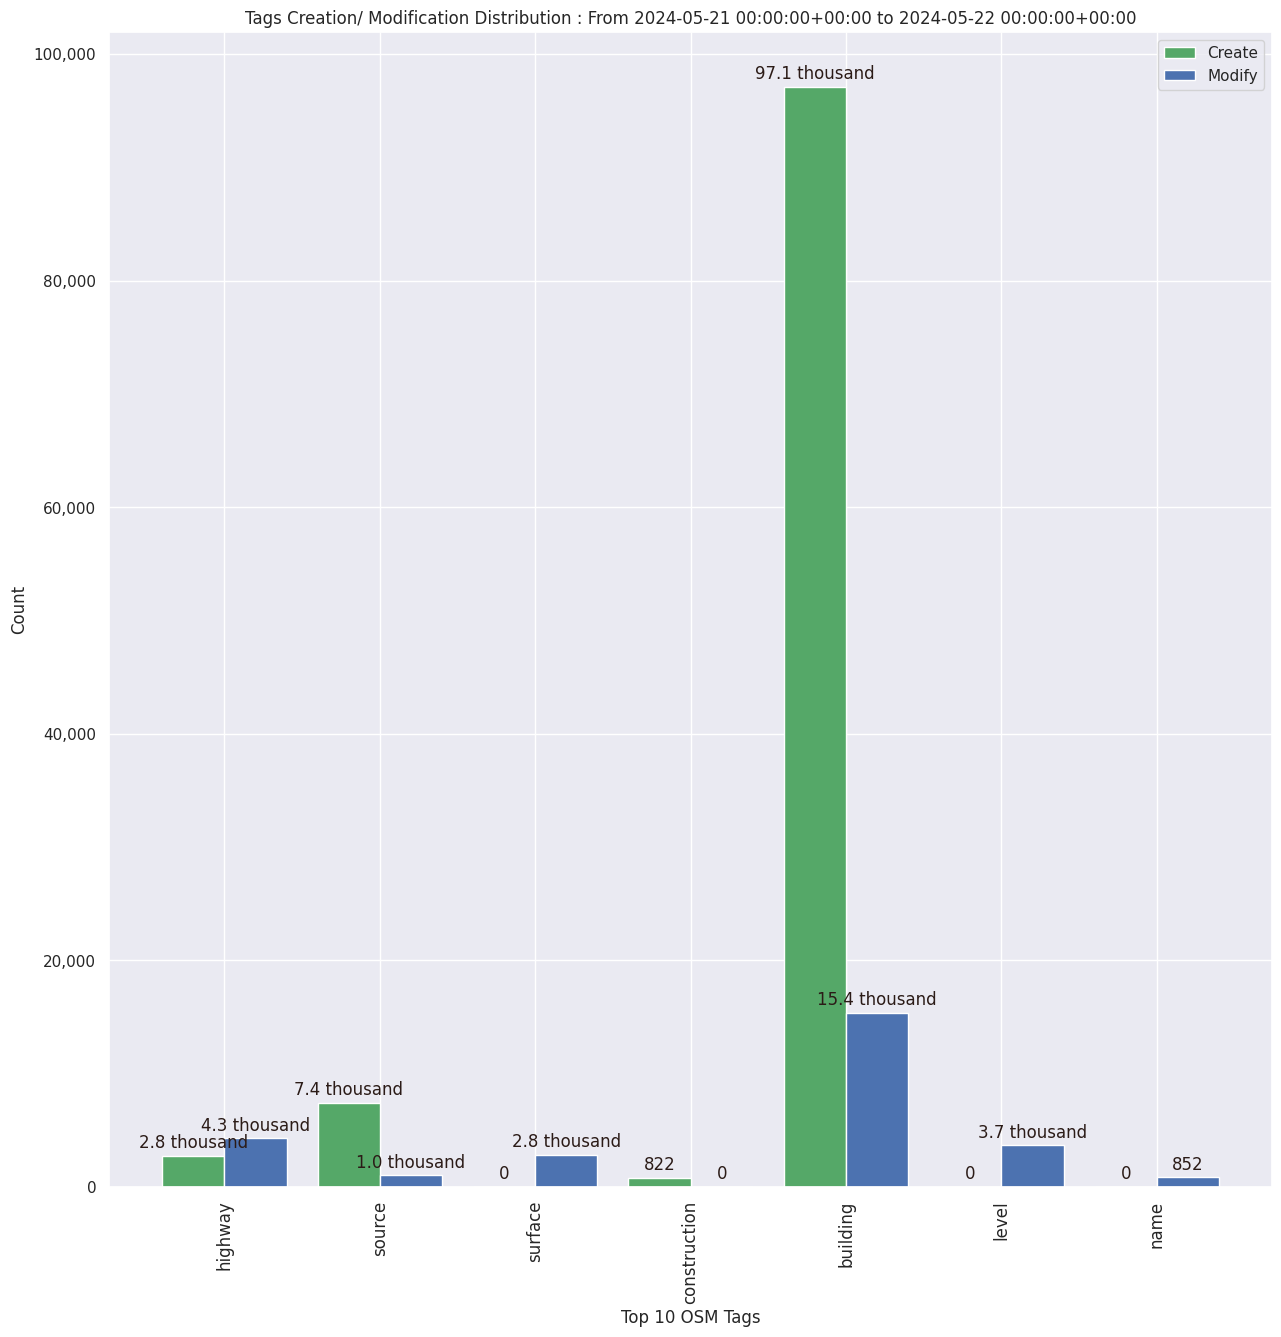 Tags Creation/ Modification Distribution : From 2024-05-21 00:00:00+00:00 to 2024-05-22 00:00:00+00:00
Create
Modify
Count
100,000
80,000
60,000
40,000
20,000
0
2.8 thousand
4.3 thousand
7.4 thousand
1.0 thousand
0
2.8 thousand
822
0
97.1 thousand
15.4 thousand
0
3.7 thousand
0
852
highway
source
surface
construction
building
level
name
Top 10 OSM Tags